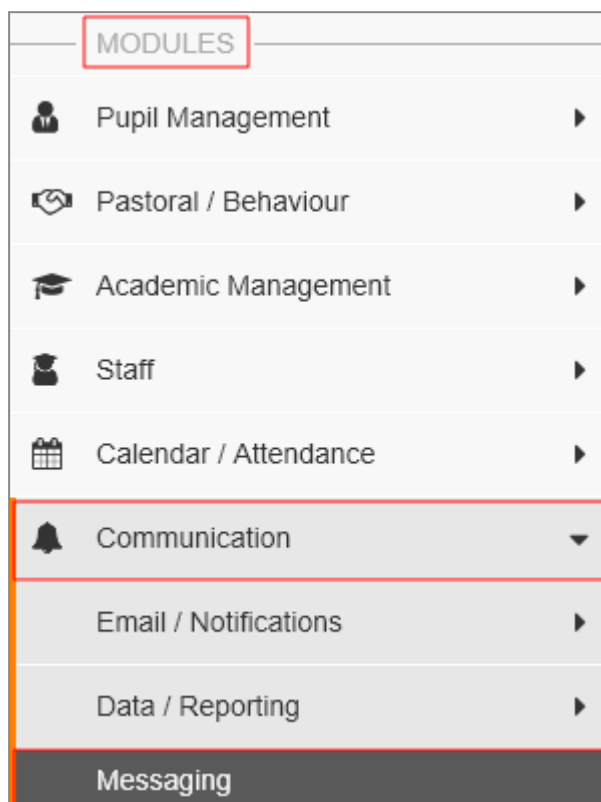 MODULES
Pupil Management
Pastoral / Behaviour
Academic Management
Staff
Calendar / Attendance
Communication
Email / Notifications
Data / Reporting
Messaging